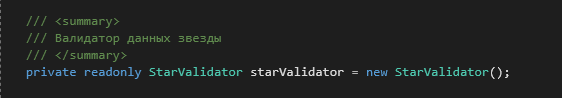 /// <summary>
/// Валидатор данных звезды
/// </summary>
private readonly StarValidator starValidator = new StarValidator();